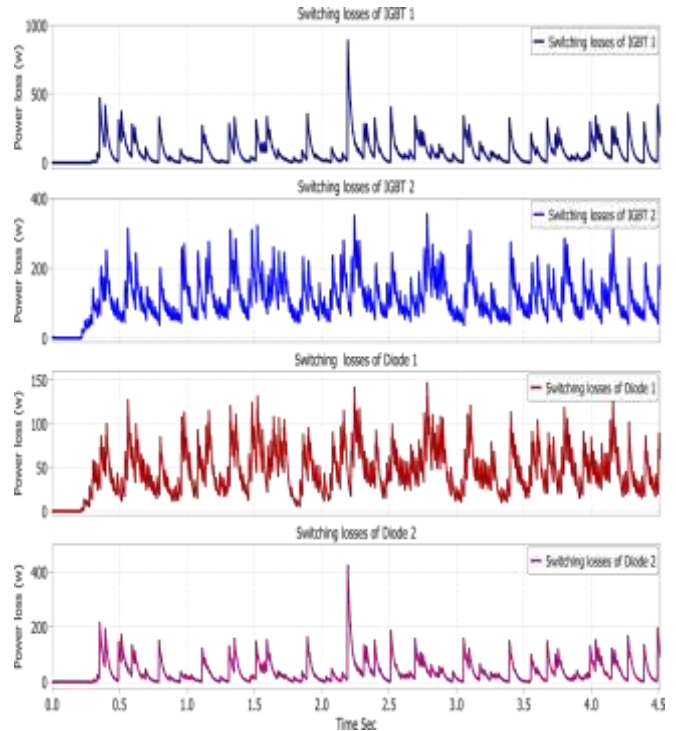 Switching losses of IGBT 1
1000
Switching losses of IGBT 1
Power loss (w)
500
0
Switching losses of IGBT 2
400
Switching losses of IGBT 2
Power loss (w)
200
0
Switching losses of Diode 1
150
Switching losses of Diode 1
Power loss (w)
100
50
0
Switching losses of Diode 2
Switching losses of Diode 2
Power loss (w)
400
200
0
0.0 0.5 1.0 1.5 2.0 2.5 3.0 3.5 4.0 4.5
Time Sec